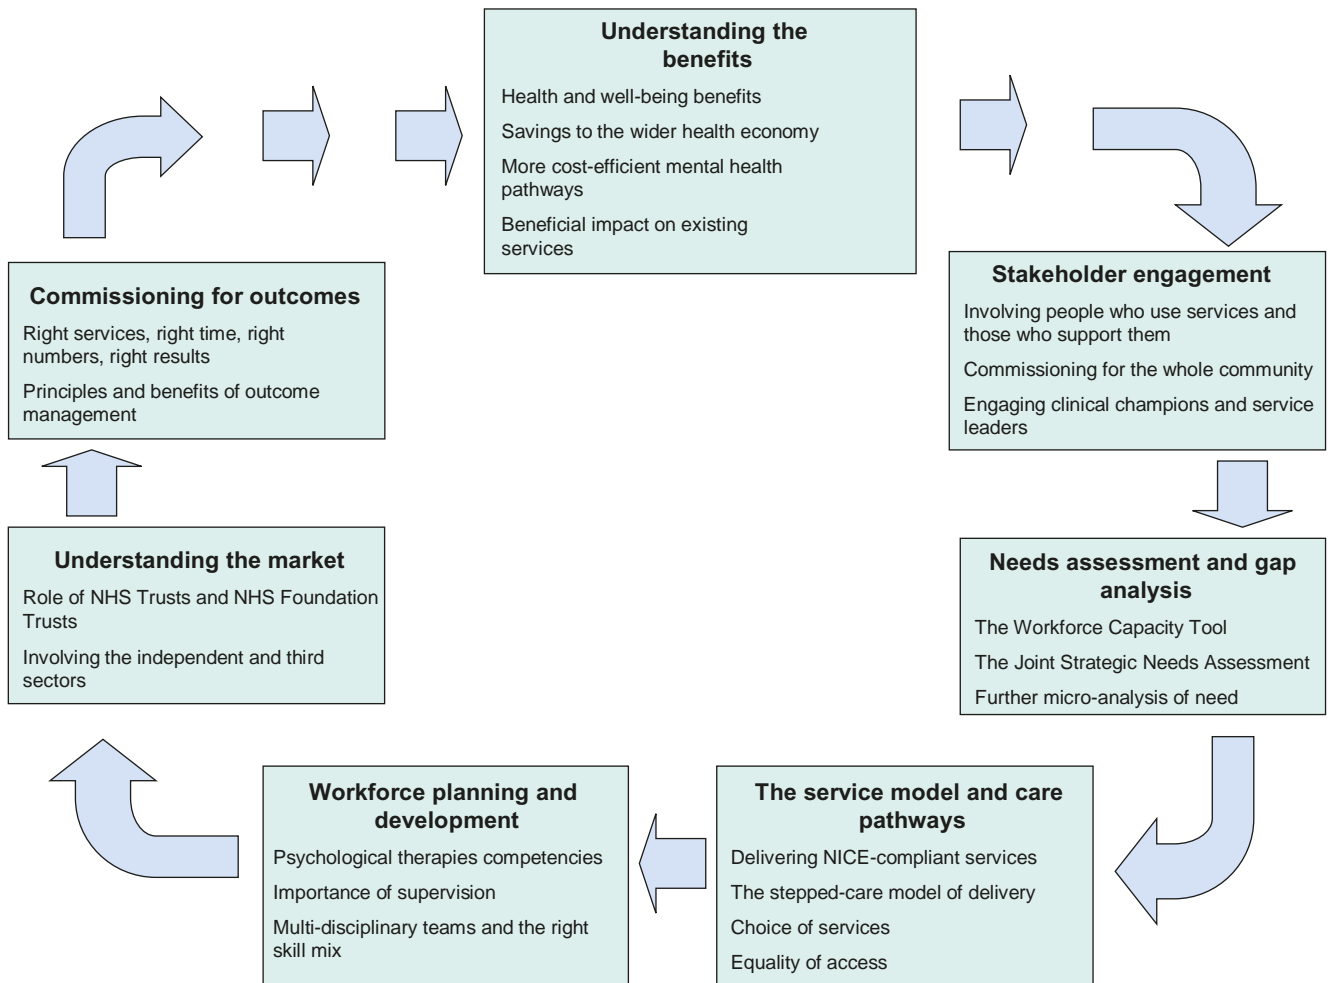 Understanding the
benefits
Health and well-being benefits
Savings to the wider health economy
More cost-efficient mental health
pathways
Beneficial impact on existing
services
Stakeholder engagement
Involving people who use services and
those who support them
Commissioning for the whole community
Engaging clinical champions and service
leaders
Needs assessment and gap
analysis
The Workforce Capacity Tool
The Joint Strategic Needs Assessment
Further micro-analysis of need
The service model and care
pathways
Delivering NICE-compliant services
The stepped-care model of delivery
Choice of services
Equality of access
Workforce planning and
development
Psychological therapies competencies
Importance of supervision
Multi-disciplinary teams and the right
skill mix
Understanding the market
Role of NHS Trusts and NHS Foundation
Trusts
Involving the independent and third
sectors
Commissioning for outcomes
Right services, right time, right
numbers, right results
Principles and benefits of outcome
management